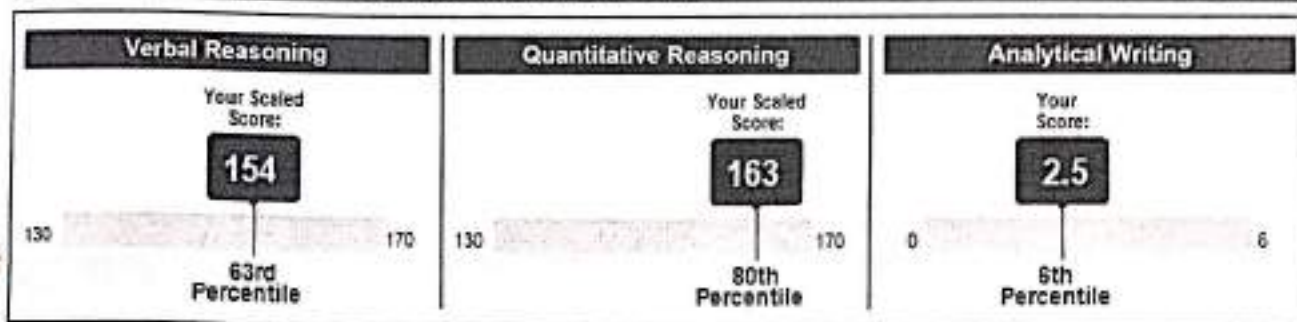 Verbal Reasoning
Your Scaled
Score:
154
130
170
63rd
Percentile
Quantitative Reasoning
Your Scaled
Score:
163
130
170
80th
Percentile
Analytical Writing
Your
Score:
2.5
0
6
6th
Percentile